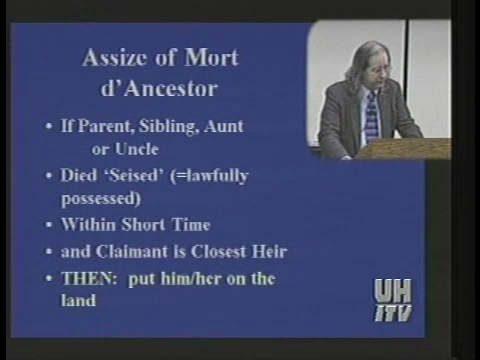 Assize of Mort
d'Ancestor
• If Parent, Sibling, Aunt
or Uncle
• Died 'Seised' (=lawfully
possessed)
• Within Short Time
• and Claimant is Closest Heir
• THEN: put him/her on the
land
UH
ITV